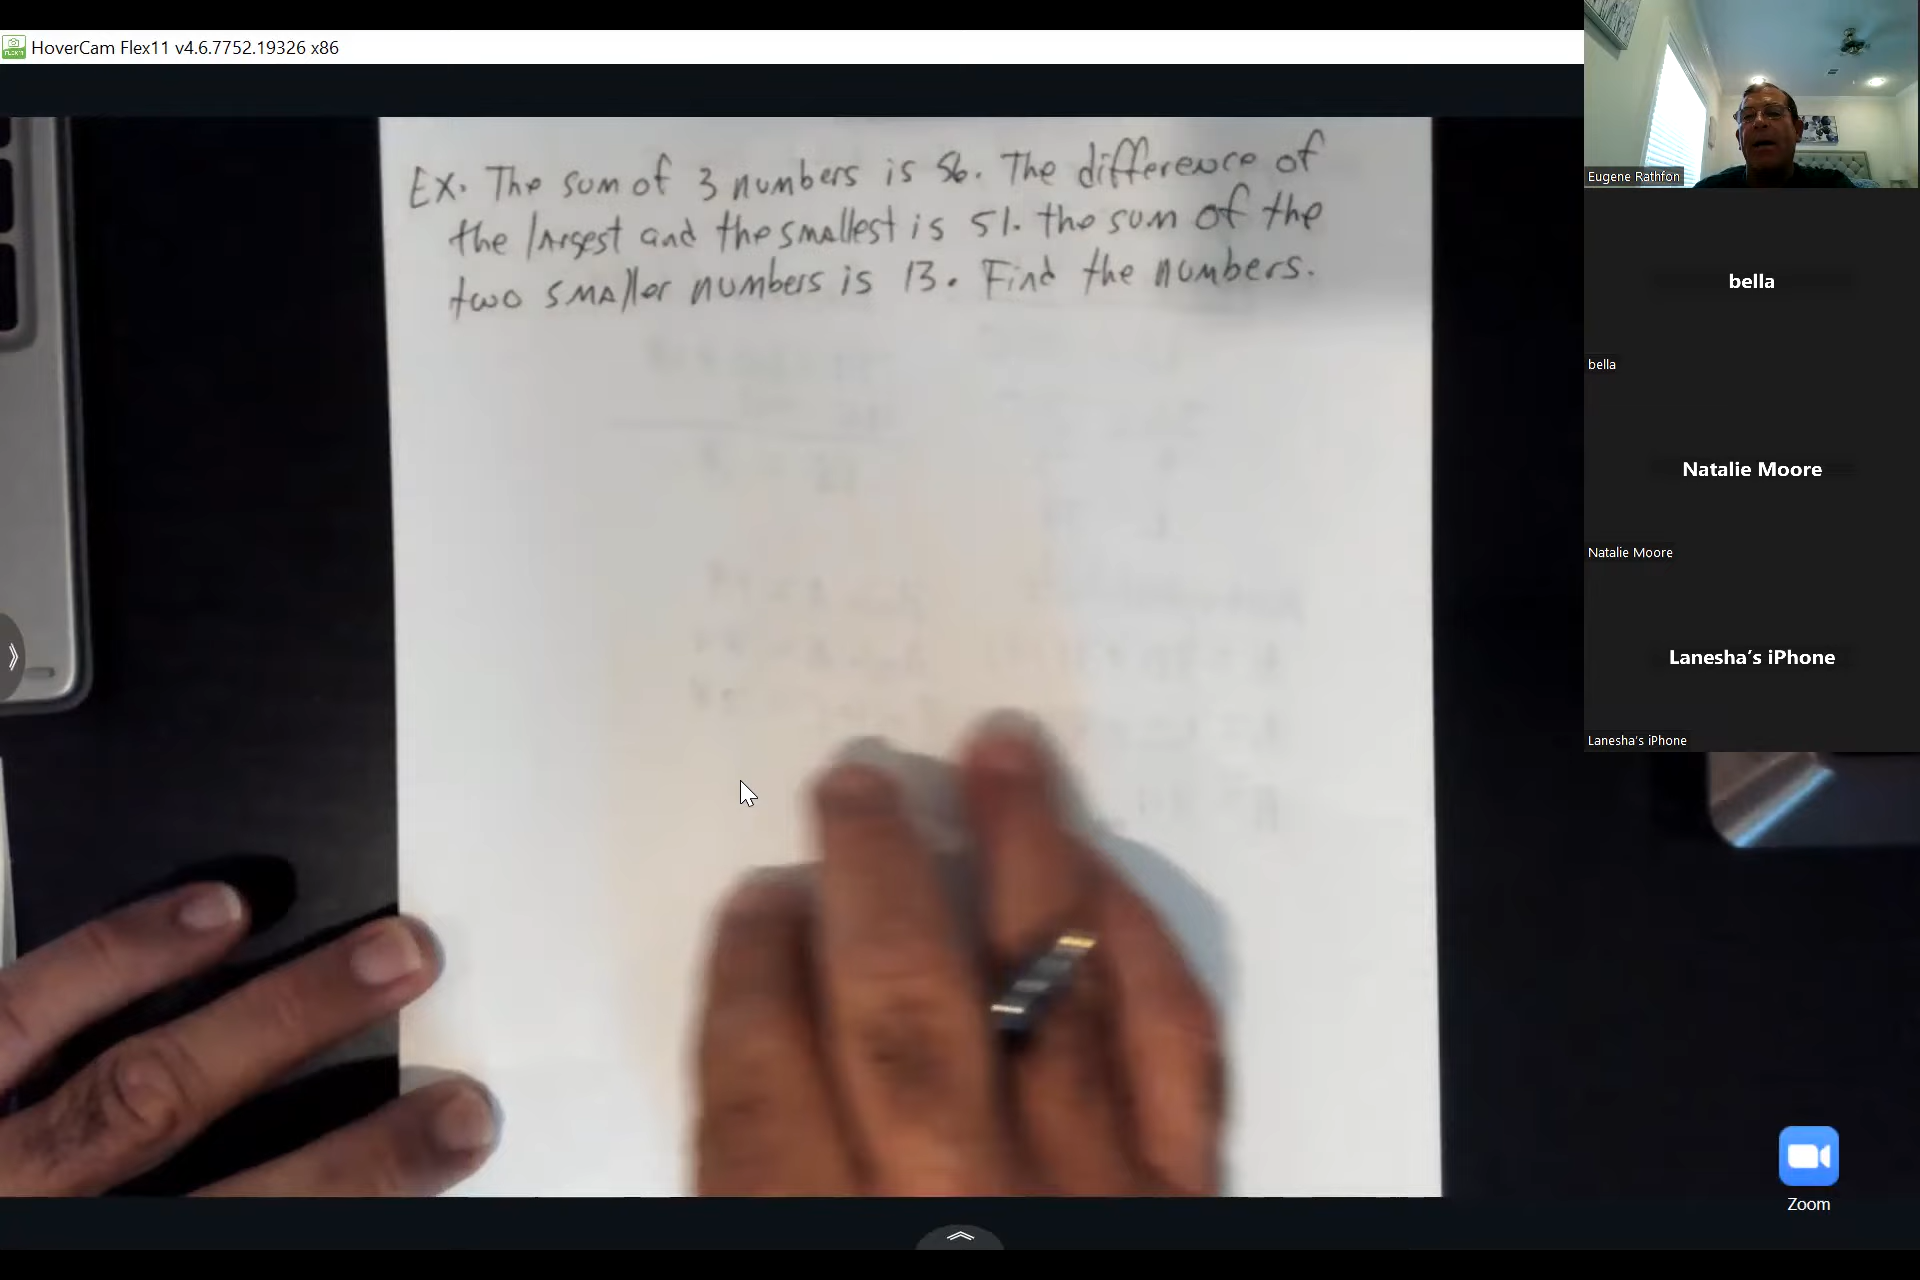 HoverCam Flex11 v4.6.7752.19326 x86
Ex. The sum of 3 numbers is 56. The difference of
the largest and the smallest is 51. the sum of the
two smaller numbers is 13. Find the numbers.
Eugene Rathfon
bella
bella
Natalie Moore
Natalie Moore
Lanesha's iPhone
Lanesha's iPhone
Zoom